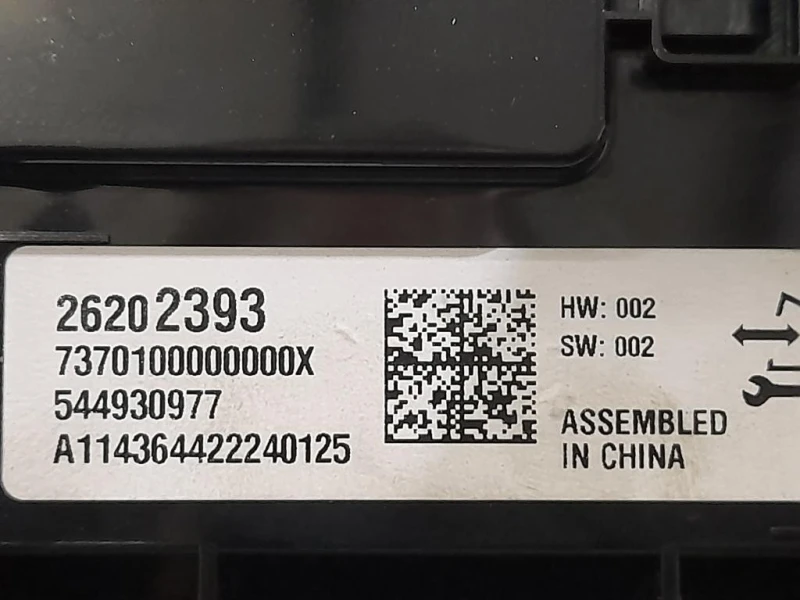 26202393
7370100000000X
544930977
A114364422240125
HW: 002
SW: 002
ASSEMBLED
IN CHINA